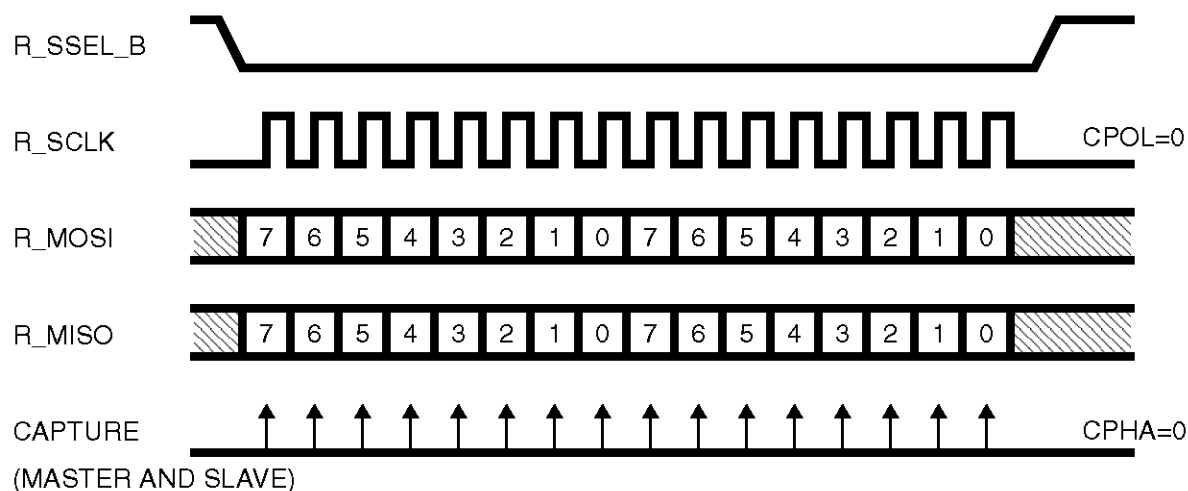 R_SSEL_B
R_SCLK CPOL=0
R_MOSI 7 6 5 4 3 2 1 0 7 6 5 4 3 2 1 0
R_MISO 7 6 5 4 3 2 1 0 7 6 5 4 3 2 1 0
CAPTURE CPHA=0
(MASTER AND SLAVE)